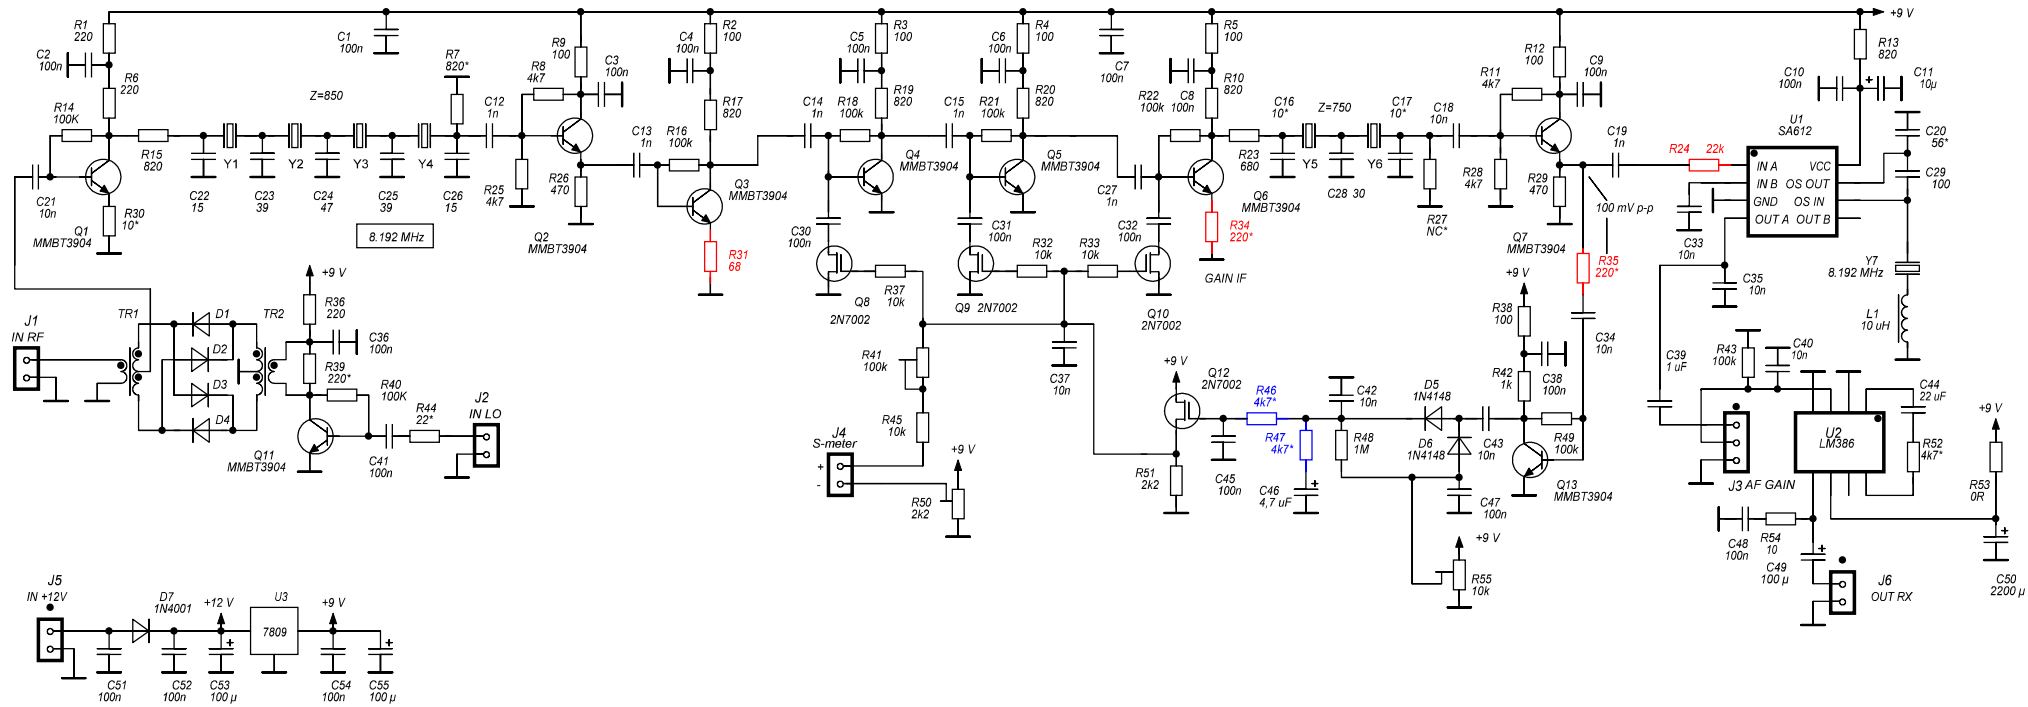 R1
220
C2
100n
R6
220
R14
100K
C21
10n
Q1
MMBT3904
R30
10*
R15
820
C22
15
Y1
C23
39
Y2
C24
47
Y3
C25
39
Y4
C26
15
Z=850
8.192 MHz
C1
100n
R7
820*
C12
1n
R8
4k7
R9
100
C3
100n
R25
4k7
R26
470
Q2
MMBT3904
C13
1n
R16
100k
C4
100n
R2
100
R17
820
Q3
MMBT3904
R31
68
C14
1n
R18
100k
C5
100n
R3
100
R19
820
Q4
MMBT3904
C30
100n
Q8
2N7002
R37
10k
C15
1n
R21
100k
C6
100n
R4
100
R20
820
Q5
MMBT3904
C31
100n
Q9 2N7002
R32
10k
R33
10k
C7
100n
C27
1n
R22
100k
C8
100n
R5
100
R10
820
C32
100n
Q10
2N7002
R34
220*
GAIN IF
Q6
MMBT3904
R23
680
C16
10*
Y5
Z=750
C28 30
Y6
C17
10*
C18
10n
R27
NC*
R28
4k7
R11
4k7
R12
100
C9
100n
R29
470
Q7
MMBT3904
C19
1n
100 mV p-p
R35
220*
R24 22k
+9 V
R13
820
C10
100n
C11
10µ
+
U1
SA612
IN A
IN B
GND
OUT A
VCC
OS OUT
OS IN
OUT B
C20
56*
C29
100
C33
10n
C35
10n
Y7
8.192 MHz
L1
10 uH
J1
IN RF
TR1
D1
D2
D3
D4
TR2
+9 V
R36
220
C36
100n
R39
220*
R40
100K
Q11
MMBT3904
C41
100n
R44
22*
J2
IN LO
R41
100k
R45
10k
J4
S-meter
+
-
R50
2k2
+9 V
C37
10n
+9 V
Q12
2N7002
R51
2k2
R46
4k7*
C45
100n
R47
4k7*
C46
4,7 uF
+
C42
10n
R48
1M
D5
1N4148
D6
1N4148
C43
10n
C47
100n
+9 V
R55
10k
+9 V
R38
100
R42
1k
C38
100n
R49
100k
Q13
MMBT3904
C34
10n
C39
1 uF
R43
100k
C40
10n
J3 AF GAIN
U2
LM386
C44
22 uF
R52
4k7*
+9 V
R53
0R
C50
2200 µ
+
C48
100n
R54
10
C49
100 µ
+
J6
OUT RX
J5
IN +12V
D7
1N4001
C51
100n
C52
100n
+12 V
C53
100 µ
+
U3
7809
+9 V
C54
100n
C55
100 µ
+